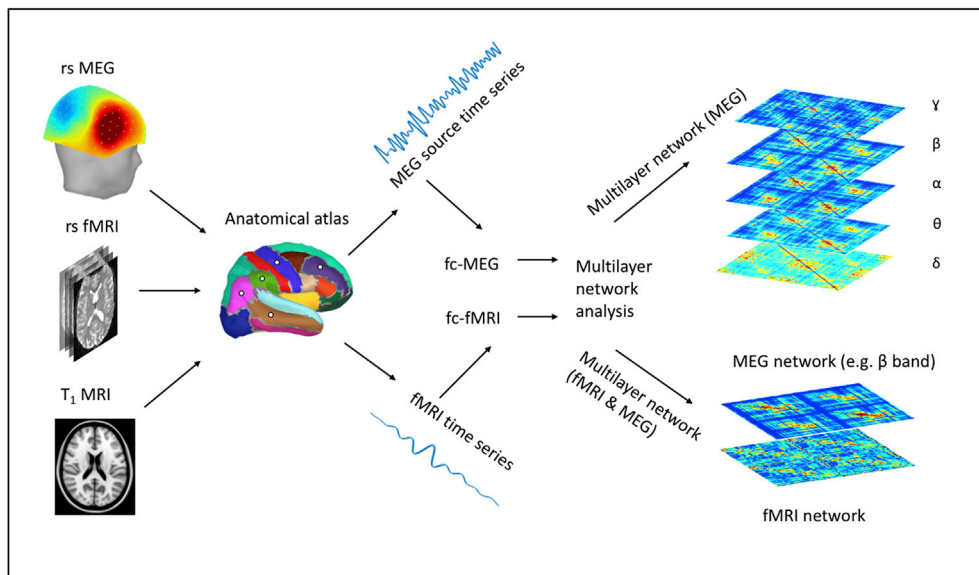 rs MEG
rs fMRI
T₁ MRI
Anatomical atlas
MEG source time series
fMRI time series
fc-MEG
fc-fMRI
Multilayer
network
analysis
Multilayer network (MEG)
Multilayer network
(fMRI & MEG)
ɣ
β
α
θ
δ
MEG network (e.g. β band)
fMRI network